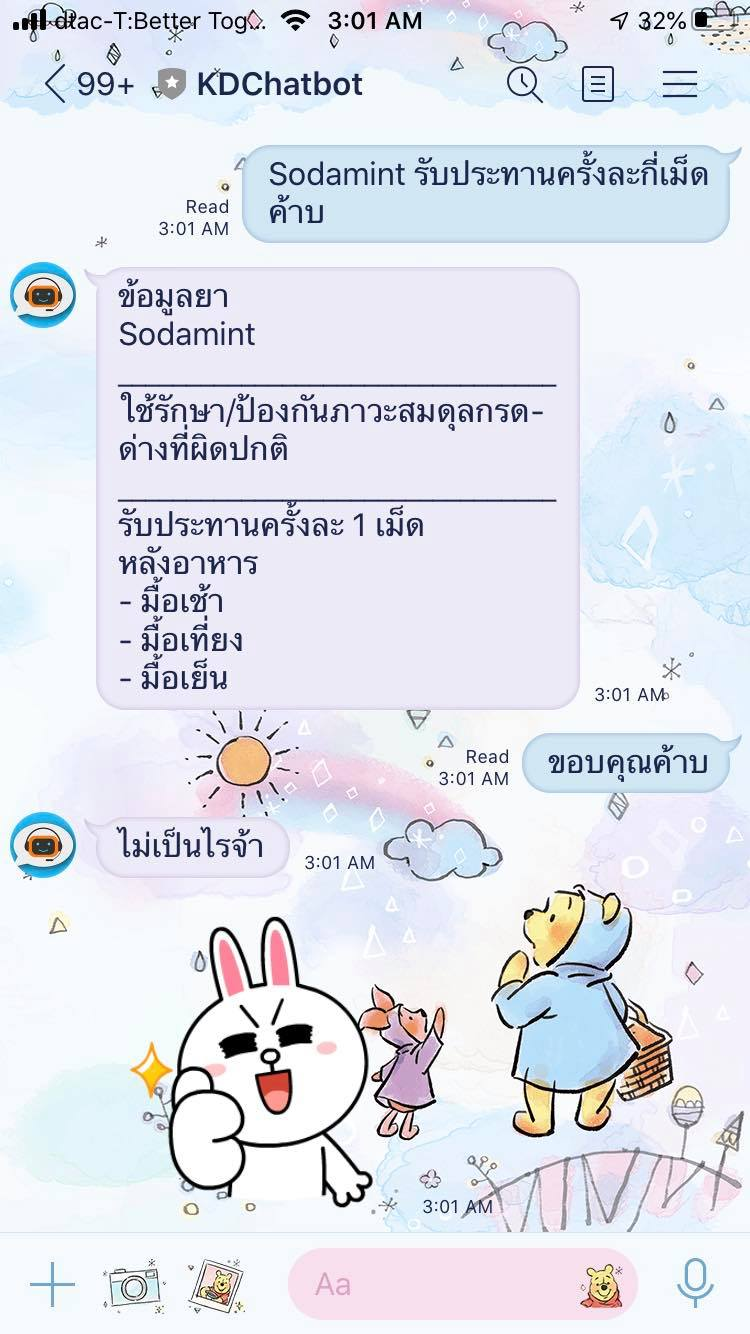 dtac-T:Better Tog... 3:01 AM 32%
99+ KDChatbot
Sodamint รับประทานครั้งละกี่เม็ด
ค้าบ
Read
3:01 AM
ข้อมูลยา
Sodamint
ใช้รักษา/ป้องกันภาวะสมดุลกรด-
ด่างที่ผิดปกติ
รับประทานครั้งละ 1 เม็ด
หลังอาหาร
- มื้อเช้า
- มื้อเที่ยง
- มื้อเย็น
3:01 AM
Read
3:01 AM
ขอบคุณค้าบ
ไม่เป็นไรจ้า
3:01 AM
3:01 AM
Aa